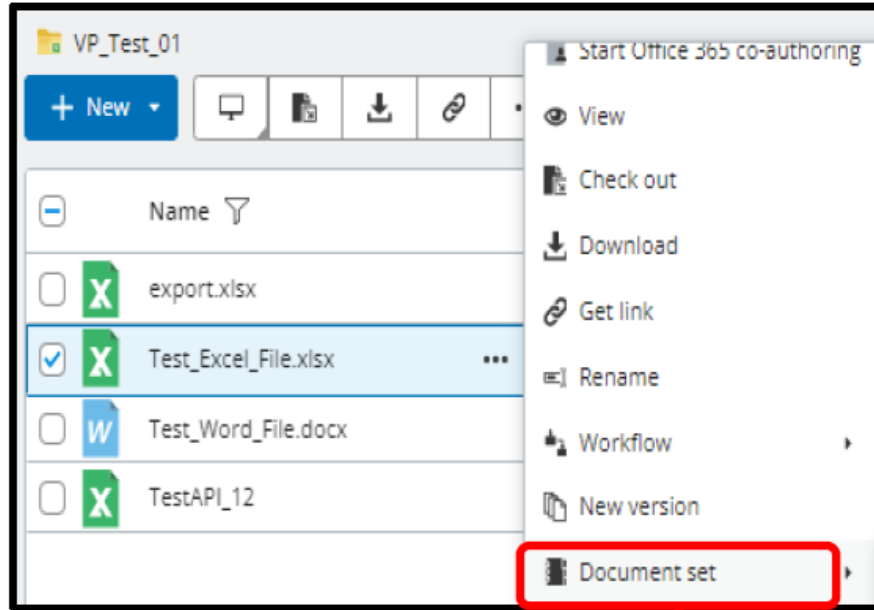 VP_Test_01
+ New
Name
export.xlsx
Test_Excel_File.xlsx
Test_Word_File.docx
TestAPI_12
Start Office 365 co-authoring
View
Check out
Download
Get link
Rename
Workflow
New version
Document set